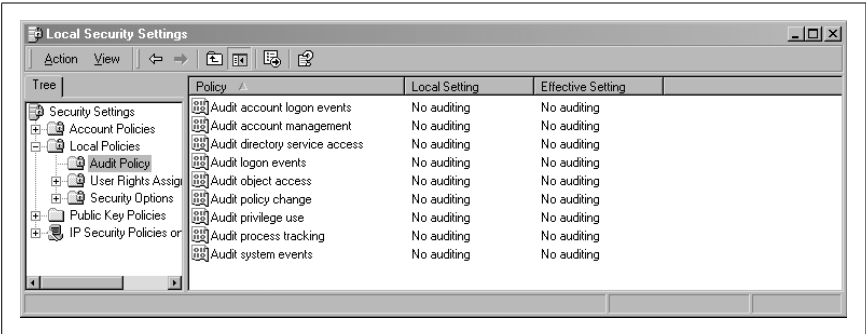 Local Security Settings
Action View
Tree
Security Settings
Account Policies
Local Policies
Audit Policy
User Rights Assig
Security Options
Public Key Policies
IP Security Policies or
Policy Local Setting Effective Setting
Audit account logon events No auditing No auditing
Audit account management No auditing No auditing
Audit directory service access No auditing No auditing
Audit logon events No auditing No auditing
Audit object access No auditing No auditing
Audit policy change No auditing No auditing
Audit privilege use No auditing No auditing
Audit process tracking No auditing No auditing
Audit system events No auditing No auditing